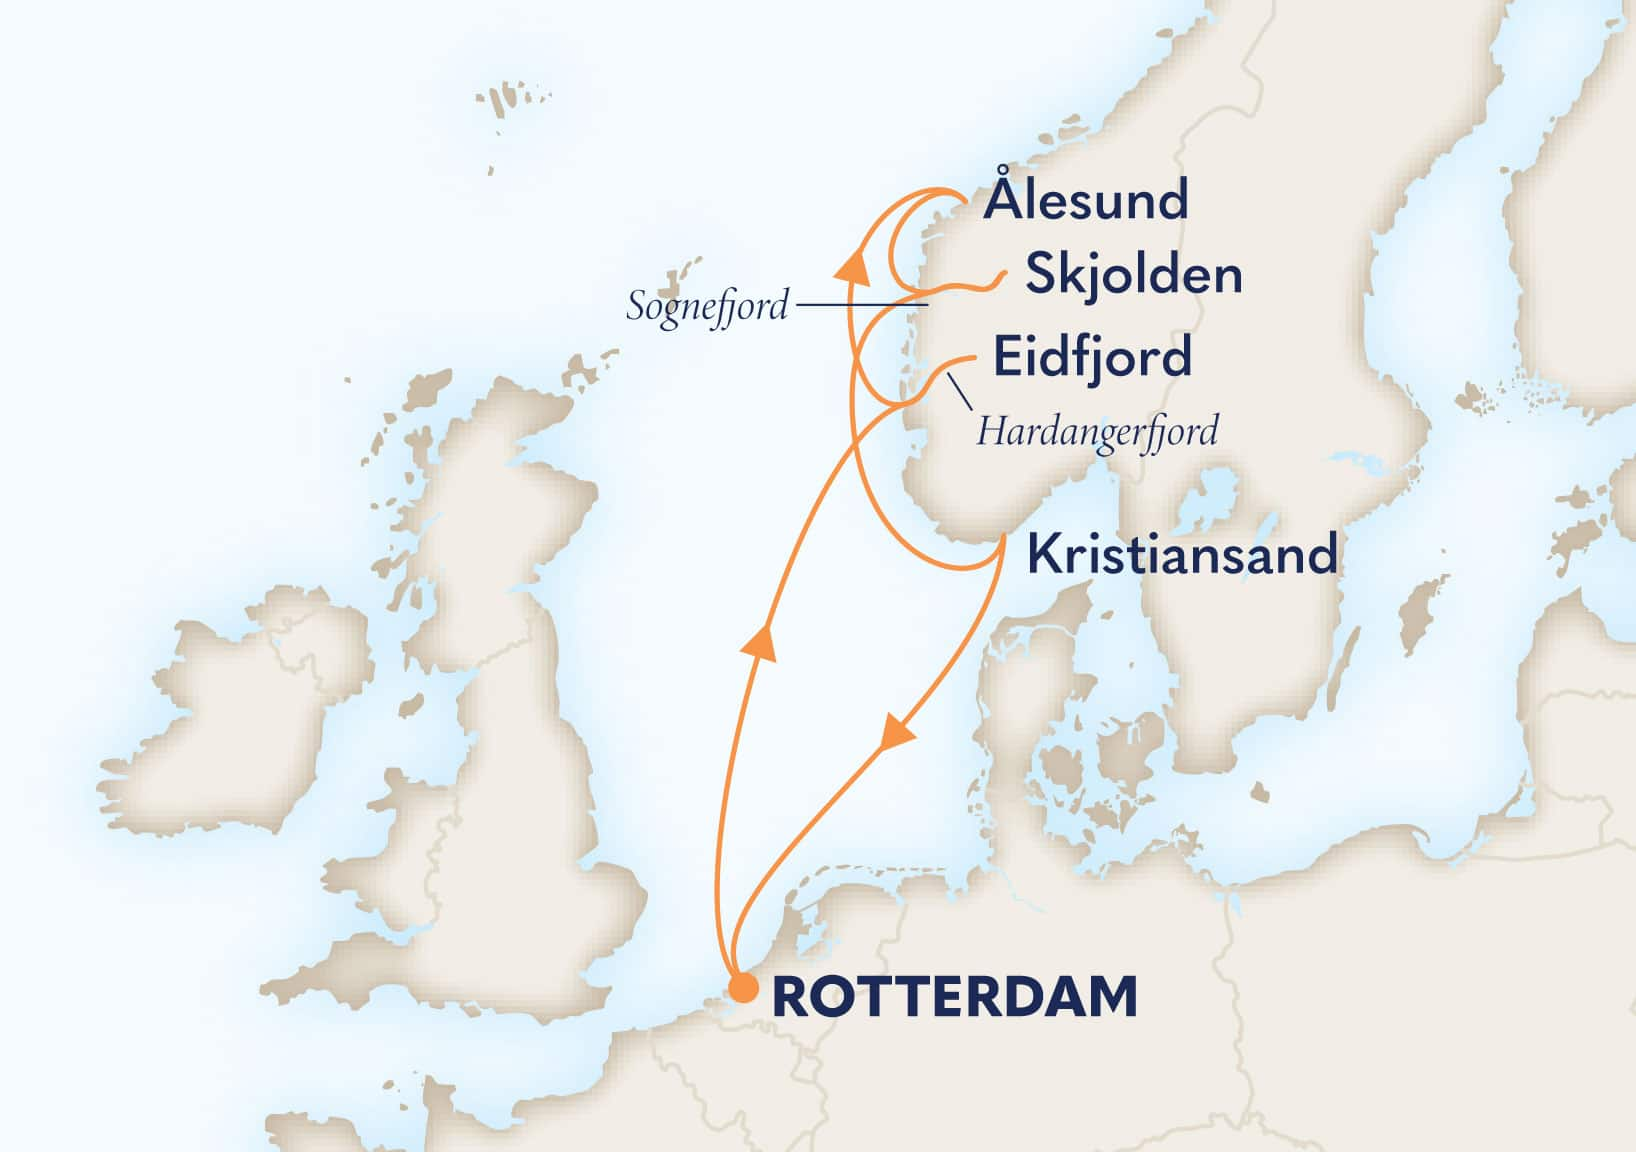 Ålesund
Skjolden
Sognefjord
Eidfjord
Hardangerfjord
Kristiansand
ROTTERDAM